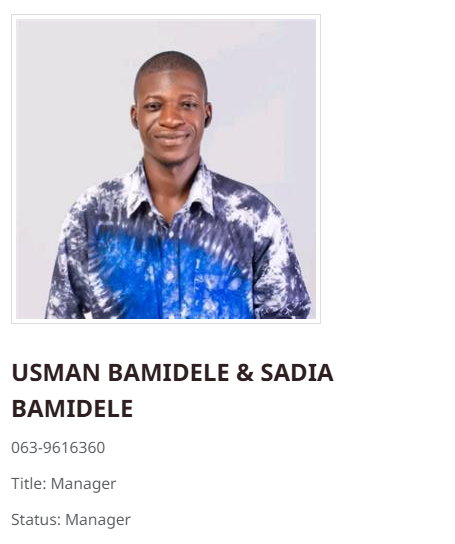 USMAN BAMIDELE & SADIA
BAMIDELE
063-9616360
Title: Manager
Status: Manager